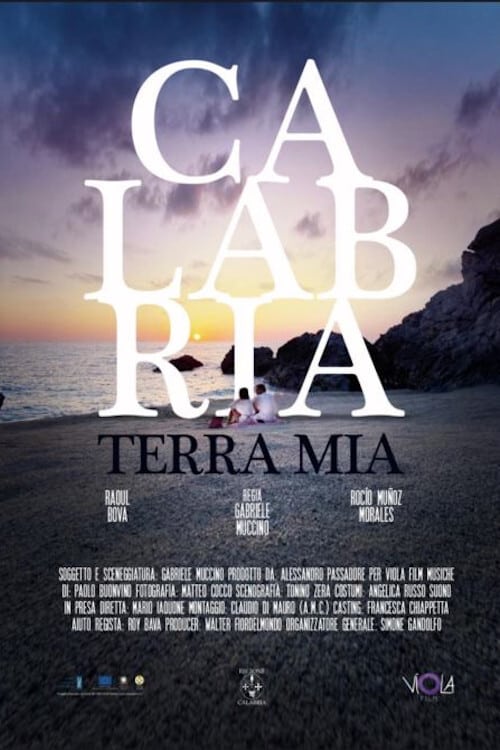 CA
LAB
RIA
TERRA MIA
RAOUL
BOVA
REGIA
GABRIELE
MUCCINO
ROCÍO MUÑOZ
MORALES
SOGGETTO E SCENEGGIATURA: GABRIELE MUCCINO PRODOTTO DA: ALESSANDRO PASSADORE PER VIOLA FILM MUSICHE
DI: PAOLO BUONVINO FOTOGRAFIA: MATTEO COCCO SCENOGRAFIA: TONINO ZERA COSTUMI: ANGELICA RUSSO SUONO
IN PRESA DIRETTA: MARIO IAQUONE MONTAGGIO: CLAUDIO DI MAURO (A.M.C.) CASTING: FRANCESCA CHIAPPETTA
AIUTO REGISTA: ROY BAVA PRODUCER: WALTER FIORDELMONDO ORGANIZZATORE GENERALE: SIMONE GANDOLFO
REGIONE
CALABRIA
VIOLA
FILM